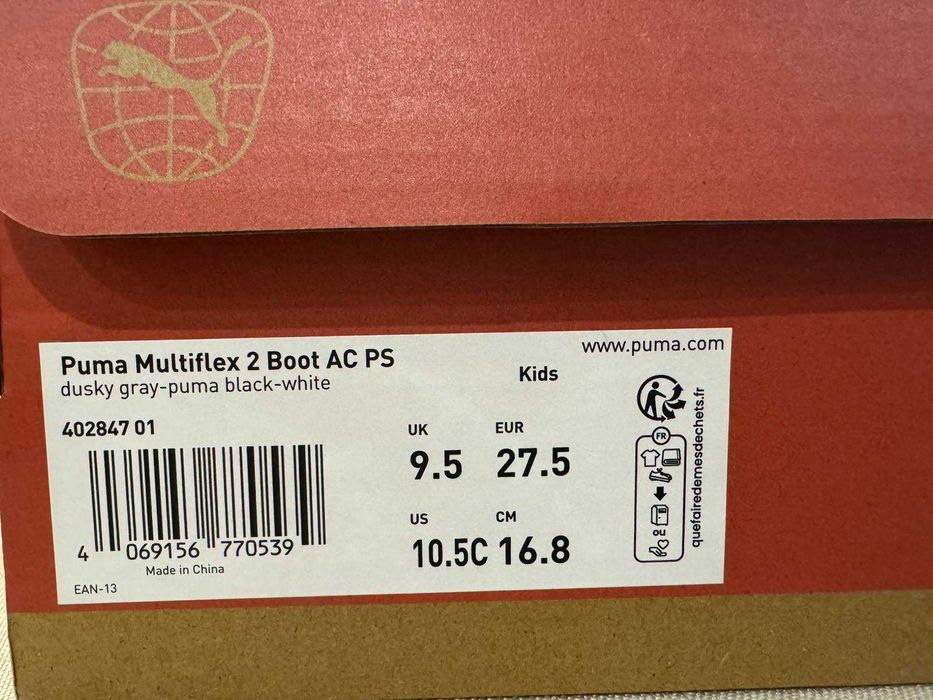 Puma Multiflex 2 Boot AC PS
dusky gray-puma black-white
www.puma.com
Kids
402847 01
UK
9.5
EUR
27.5
US
10.5C
CM
16.8
4 069156 770539
Made in China
EAN-13
FR
OU
quefairedemesdechets.fr